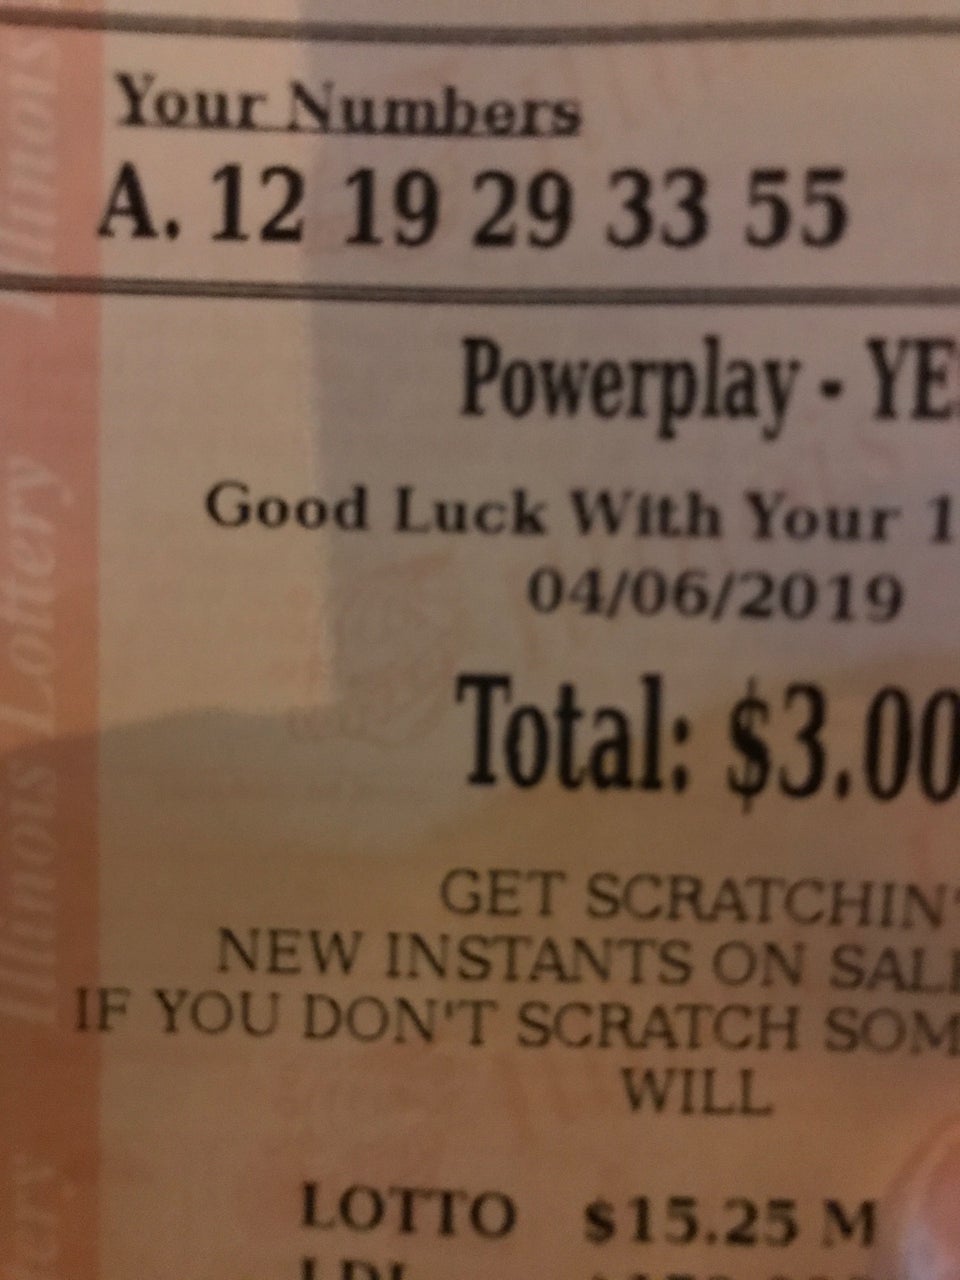 Your Numbers
A. 12 19 29 33 55
Powerplay - YE
Good Luck With Your 1
04/06/2019
Total: $3.00
GET SCRATCHIN'
NEW INSTANTS ON SAL
IF YOU DON'T SCRATCH SOM
WILL
LOTTO $15.25 M
Illinois
Illinois Lottery